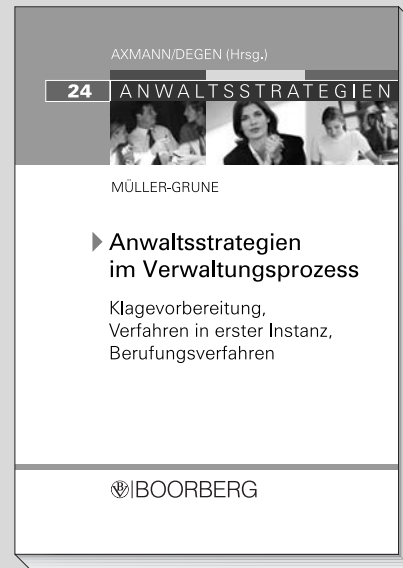 AXMANN/DEGEN (Hrsg.)
24 ANWALTSSTRATEGIEN
MÜLLER-GRUNE
Anwaltsstrategien
im Verwaltungsprozess
Klagevorbereitung,
Verfahren in erster Instanz,
Berufungsverfahren
BOORBERG